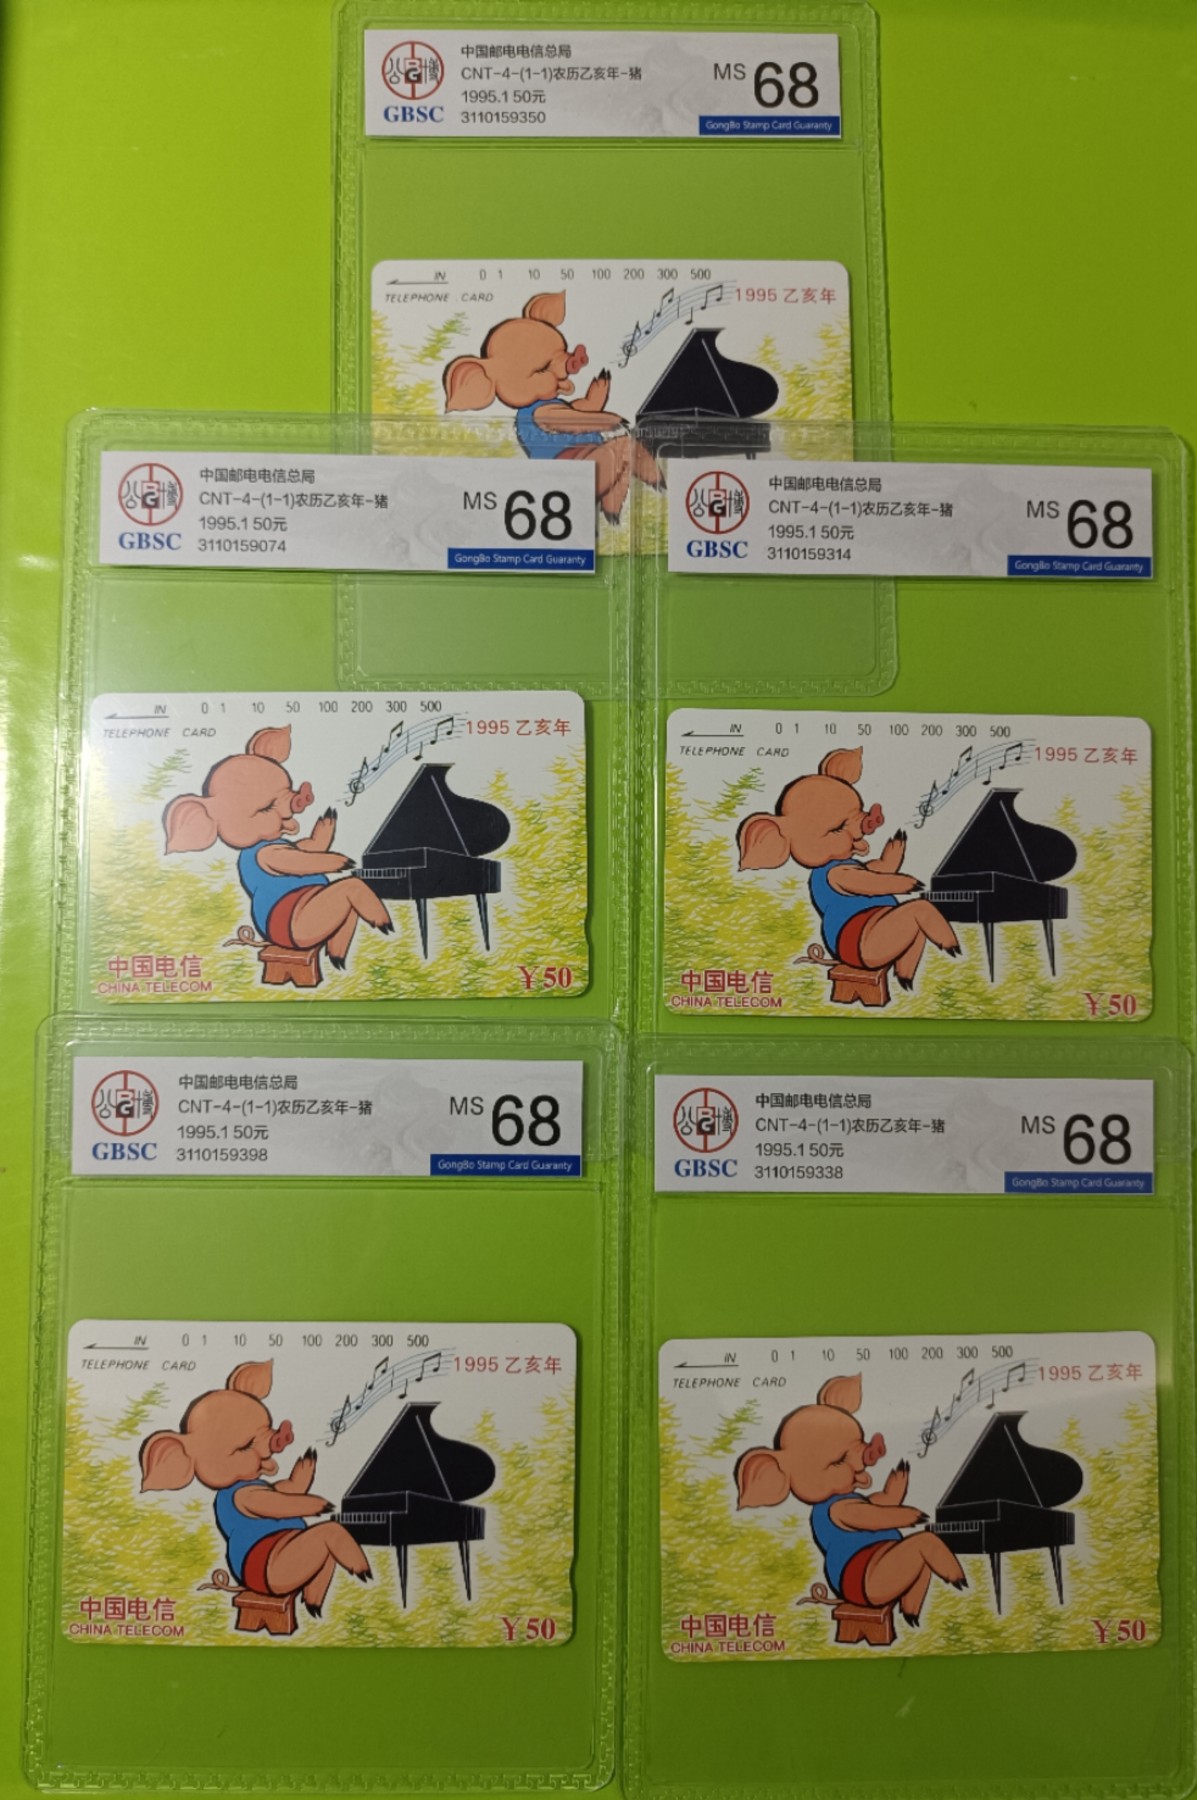 中国邮电电信总局
CNT-4-(1-1)农历乙亥年-猪
1995.1 50元
3110159350
GBSC
MS 68
GongBo Stamp Card Guaranty
IN 0 1 10 50 100 200 300 500
TELEPHONE CARD
1995 乙亥年
中国邮电电信总局
CNT-4-(1-1)农历乙亥年-猪
1995.1 50元
3110159074
GBSC
MS 68
GongBo Stamp Card Guaranty
IN 0 1 10 50 100 200 300 500
TELEPHONE CARD
1995 乙亥年
中国电信
CHINA TELECOM
¥50
中国邮电电信总局
CNT-4-(1-1)农历乙亥年-猪
1995.1 50元
3110159314
GBSC
MS 68
GongBo Stamp Card Guaranty
IN 0 1 10 50 100 200 300 500
TELEPHONE CARD
1995 乙亥年
中国电信
CHINA TELECOM
¥50
中国邮电电信总局
CNT-4-(1-1)农历乙亥年-猪
1995.1 50元
3110159398
GBSC
MS 68
GongBo Stamp Card Guaranty
IN 0 1 10 50 100 200 300 500
TELEPHONE CARD
1995 乙亥年
中国电信
CHINA TELECOM
¥50
中国邮电电信总局
CNT-4-(1-1)农历乙亥年-猪
1995.1 50元
3110159338
GBSC
MS 68
GongBo Stamp Card Guaranty
IN 0 1 10 50 100 200 300 500
TELEPHONE CARD
1995 乙亥年
中国电信
CHINA TELECOM
¥50